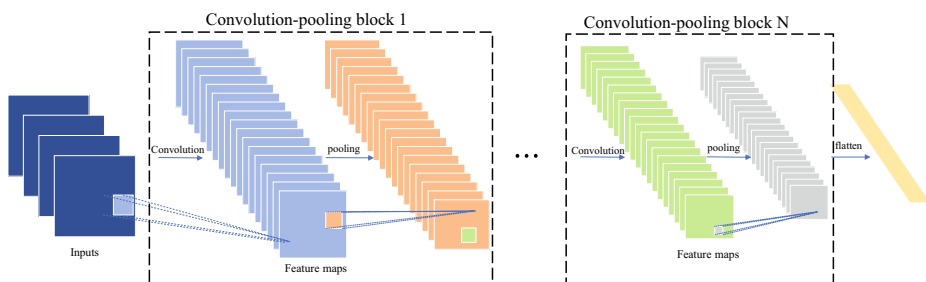 Convolution-pooling block 1
Convolution-pooling block N
Convolution
pooling
...
Convolution
pooling
flatten
Inputs
Feature maps
Feature maps